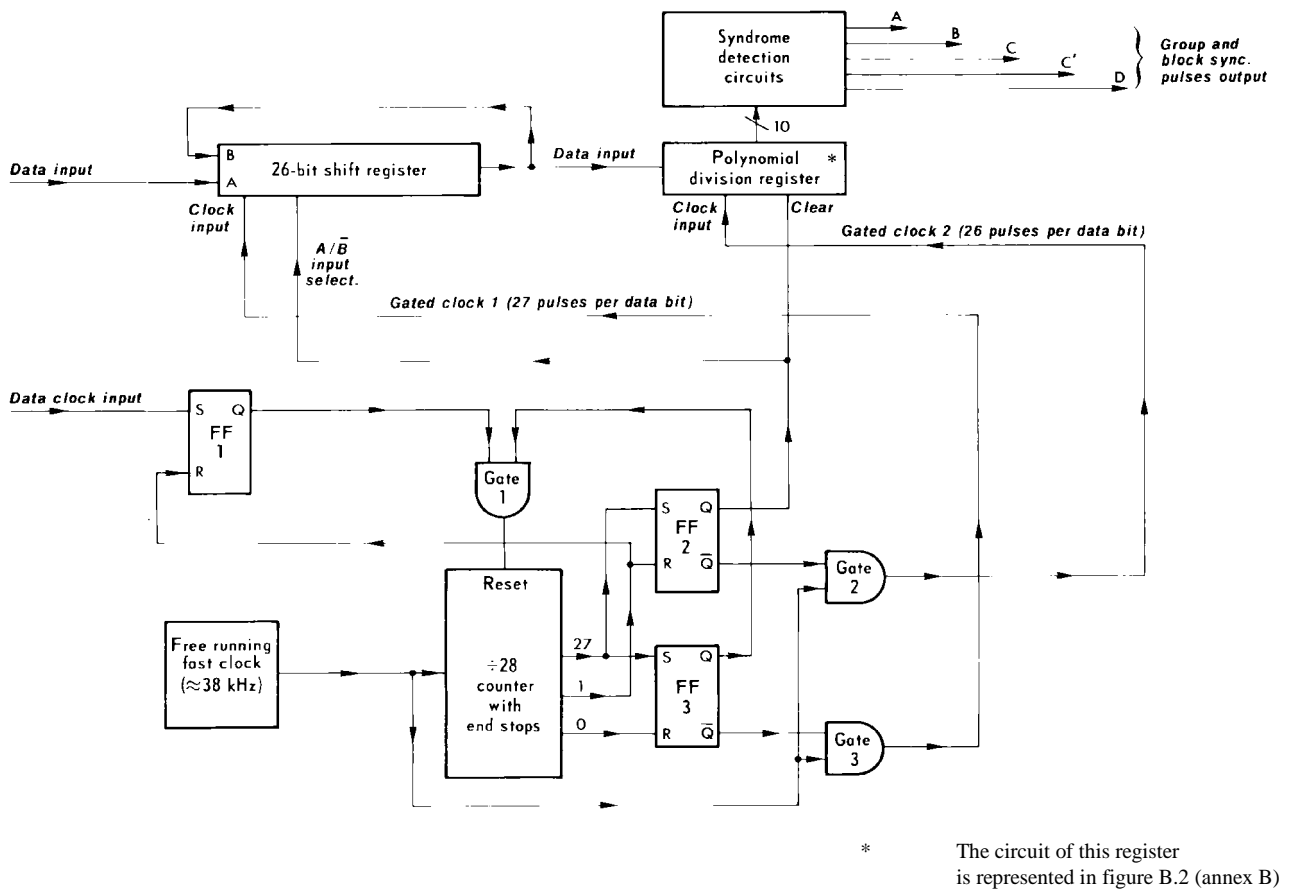 A
B
C
C'
D
Syndrome
detection
circuits
Group and
block sync.
pulses output
10
B
A
26-bit shift register
Data input
Clock
input
A/B̅
input
select.
Data input
Polynomial *
division register
Clock
input
Clear
Gated clock 2 (26 pulses per data bit)
Gated clock 1 (27 pulses per data bit)
Data clock input
S Q
FF
1
R
Gate
1
S Q
FF
2
R Q̅
Gate
2
Reset
Free running
fast clock
(≈38 kHz)
÷28
counter
with
end stops
27
1
0
S Q
FF
3
R Q̅
Gate
3
* The circuit of this register
is represented in figure B.2 (annex B)